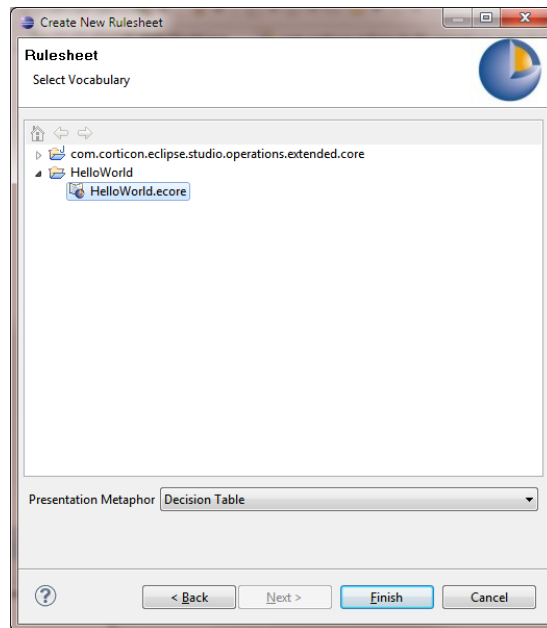 Create New Rulesheet
Rulesheet
Select Vocabulary
com.corticon.eclipse.studio.operations.extended.core
HelloWorld
HelloWorld.ecore
Presentation Metaphor Decision Table
? < Back Next > Finish Cancel